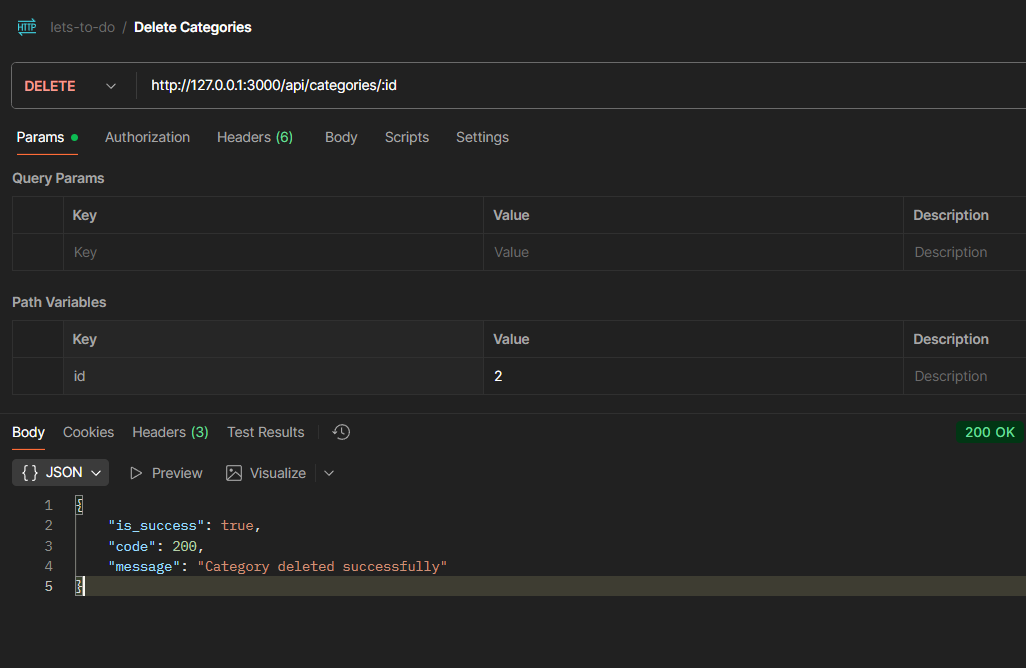 HTTP lets-to-do / Delete Categories
DELETE http://127.0.0.1:3000/api/categories/:id
Params Authorization Headers (6) Body Scripts Settings
Query Params
Key Value Description
Key Value Description
Path Variables
Key Value Description
id 2 Description
Body Cookies Headers (3) Test Results 200 OK
{} JSON Preview Visualize
1 {
2 "is_success": true,
3 "code": 200,
4 "message": "Category deleted successfully"
5 }